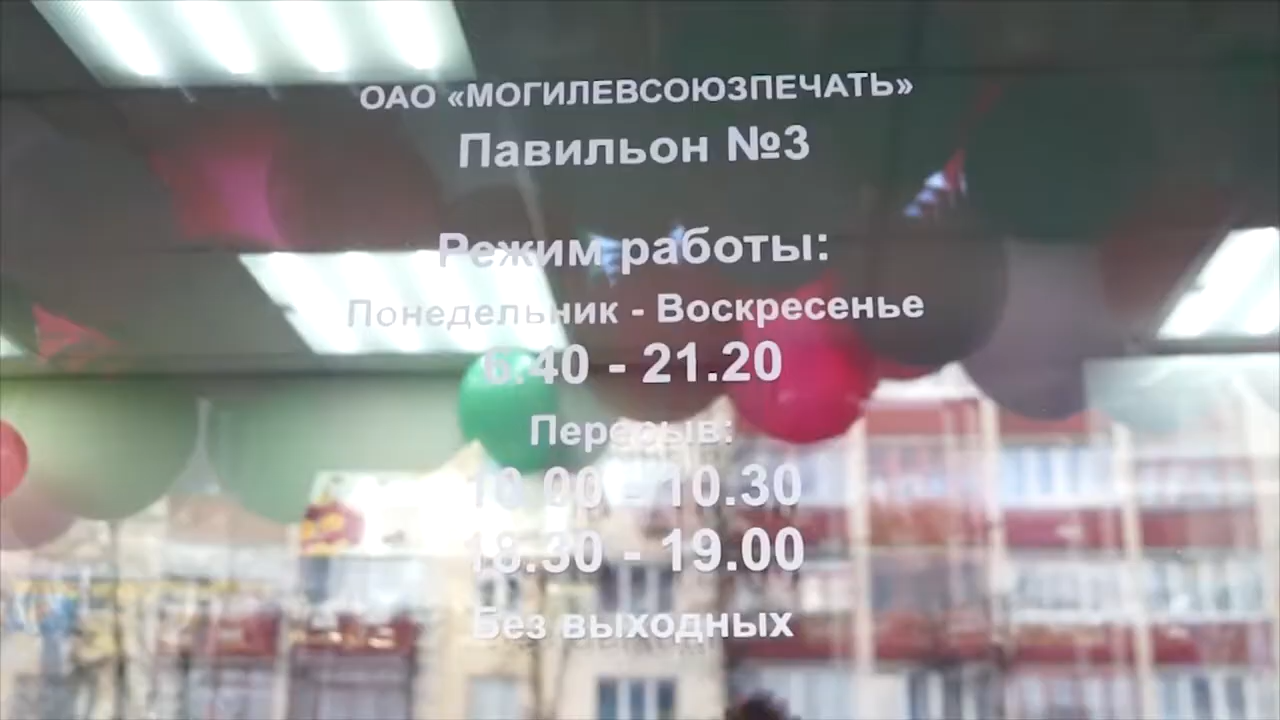 ОАО «МОГИЛЕВСОЮЗПЕЧАТЬ»
Павильон №3
Режим работы:
Понедельник - Воскресенье
6.40 - 21.20
Перерыв:
10.00 - 10.30
18.30 - 19.00
Без выходных